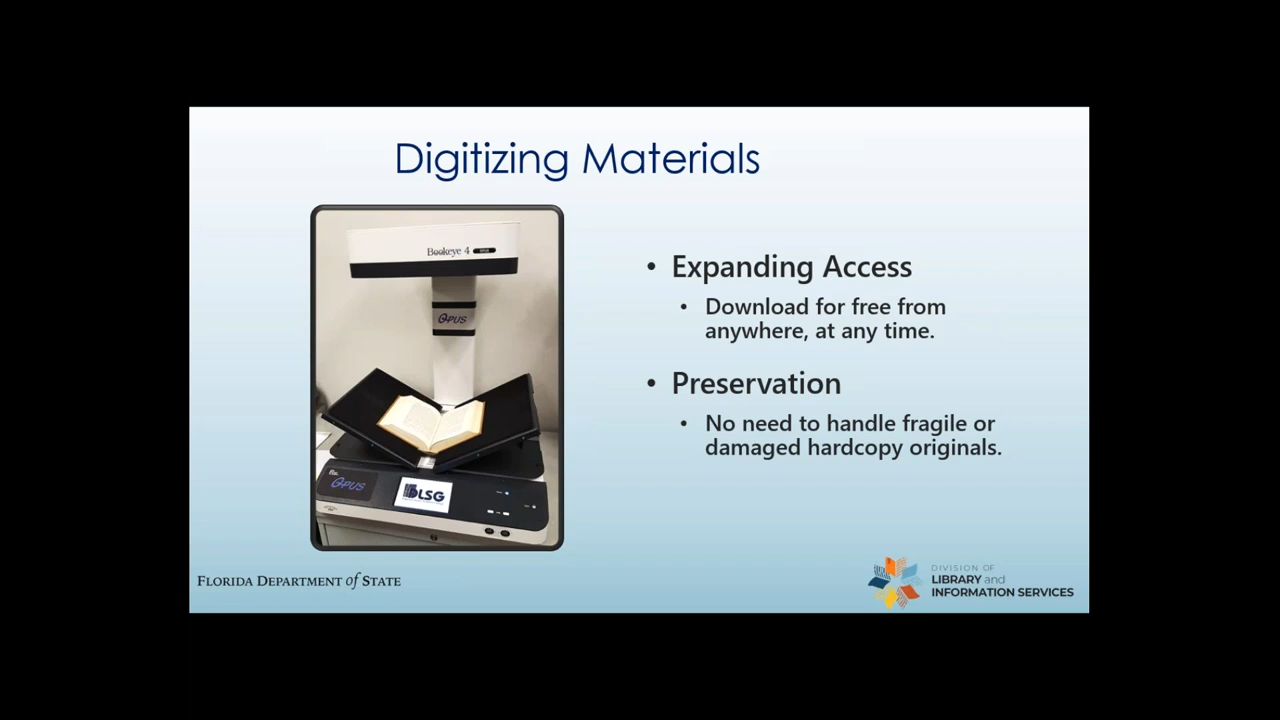 Digitizing Materials
Bookeye 4
OPUS
OPUS
DLSG
• Expanding Access
• Download for free from
anywhere, at any time.
• Preservation
• No need to handle fragile or
damaged hardcopy originals.
FLORIDA DEPARTMENT of STATE
DIVISION OF
LIBRARY and
INFORMATION SERVICES